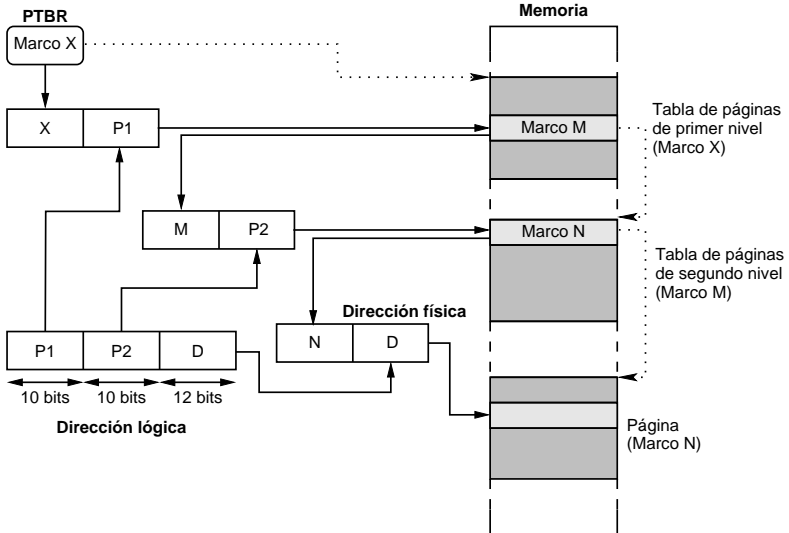 PTBR
Memoria
Marco X
X P1
Marco M
Tabla de páginas
de primer nivel
(Marco X)
M P2
Marco N
Tabla de páginas
de segundo nivel
(Marco M)
Dirección física
N D
P1 P2 D
10 bits 10 bits 12 bits
Dirección lógica
Página
(Marco N)